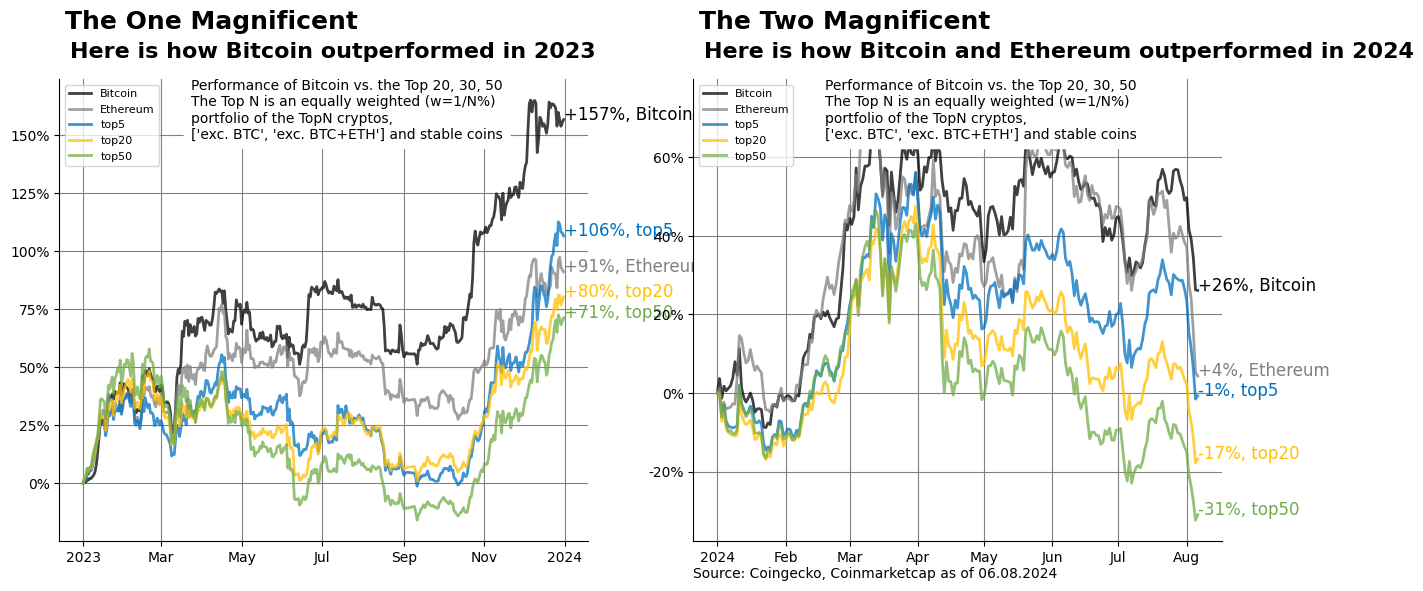 The One Magnificent
Here is how Bitcoin outperformed in 2023
Bitcoin
Ethereum
top5
top20
top50
Performance of Bitcoin vs. the Top 20, 30, 50
The Top N is an equally weighted (w=1/N%)
portfolio of the TopN cryptos,
['exc. BTC', 'exc. BTC+ETH'] and stable coins
150%
125%
100%
75%
50%
25%
0%
+157%, Bitcoin
+106%, top5
+91%, Ethereum
+80%, top20
+71%, top50
2023
Mar
May
Jul
Sep
Nov
2024
The Two Magnificent
Here is how Bitcoin and Ethereum outperformed in 2024
Bitcoin
Ethereum
top5
top20
top50
Performance of Bitcoin vs. the Top 20, 30, 50
The Top N is an equally weighted (w=1/N%)
portfolio of the TopN cryptos,
['exc. BTC', 'exc. BTC+ETH'] and stable coins
60%
40%
20%
0%
-20%
+26%, Bitcoin
+4%, Ethereum
-1%, top5
-17%, top20
-31%, top50
2024
Feb
Mar
Apr
May
Jun
Jul
Aug
Source: Coingecko, Coinmarketcap as of 06.08.2024